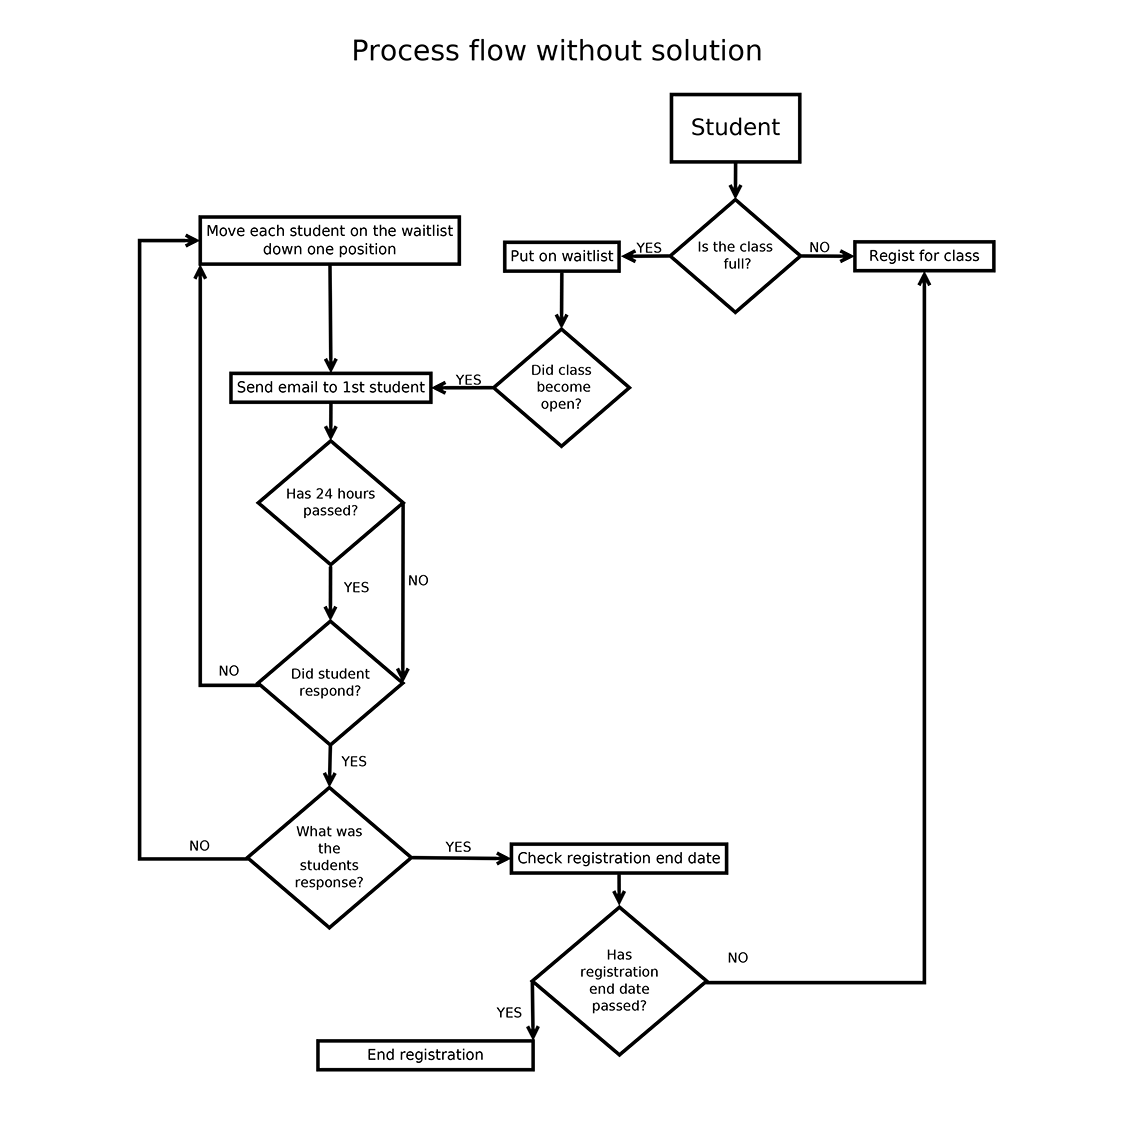 Process flow without solution
Student
Is the class
full?
YES
NO
Put on waitlist
Regist for class
Move each student on the waitlist
down one position
Did class
become
open?
YES
Send email to 1st student
Has 24 hours
passed?
YES
NO
Did student
respond?
NO
YES
What was
the
students
response?
NO
YES
Check registration end date
Has
registration
end date
passed?
NO
YES
End registration